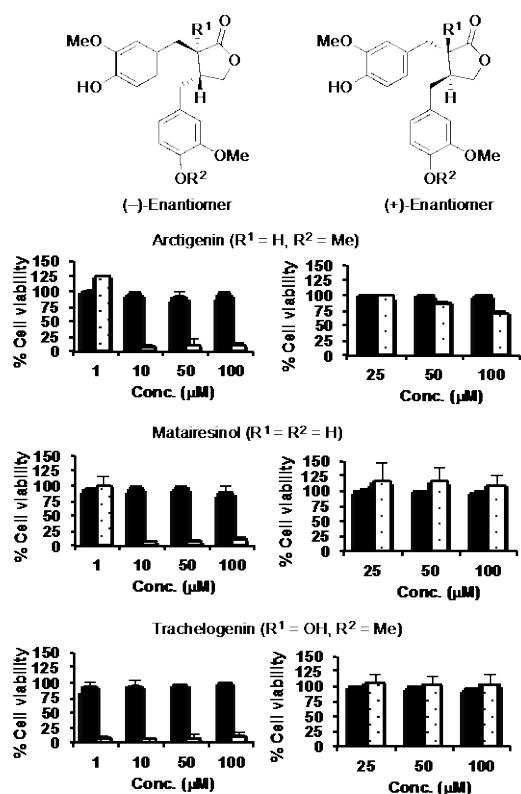 MeO
R¹
O
O
HO
H
OMe
OR²
(−)-Enantiomer
MeO
R¹
O
O
HO
H
OMe
OR²
(+)-Enantiomer
Arctigenin (R¹ = H, R² = Me)
% Cell viability
150
125
100
75
50
25
0
1 10 50 100
Conc. (µM)
% Cell viability
150
125
100
75
50
25
0
25 50 100
Conc. (µM)
Matairesinol (R¹ = R² = H)
% Cell viability
150
125
100
75
50
25
0
1 10 50 100
Conc. (µM)
% Cell viability
150
125
100
75
50
25
0
25 50 100
Conc. (µM)
Trachelogenin (R¹ = OH, R² = Me)
% Cell viability
150
125
100
75
50
25
0
1 10 50 100
Conc. (µM)
% Cell viability
150
125
100
75
50
25
0
25 50 100
Conc. (µM)